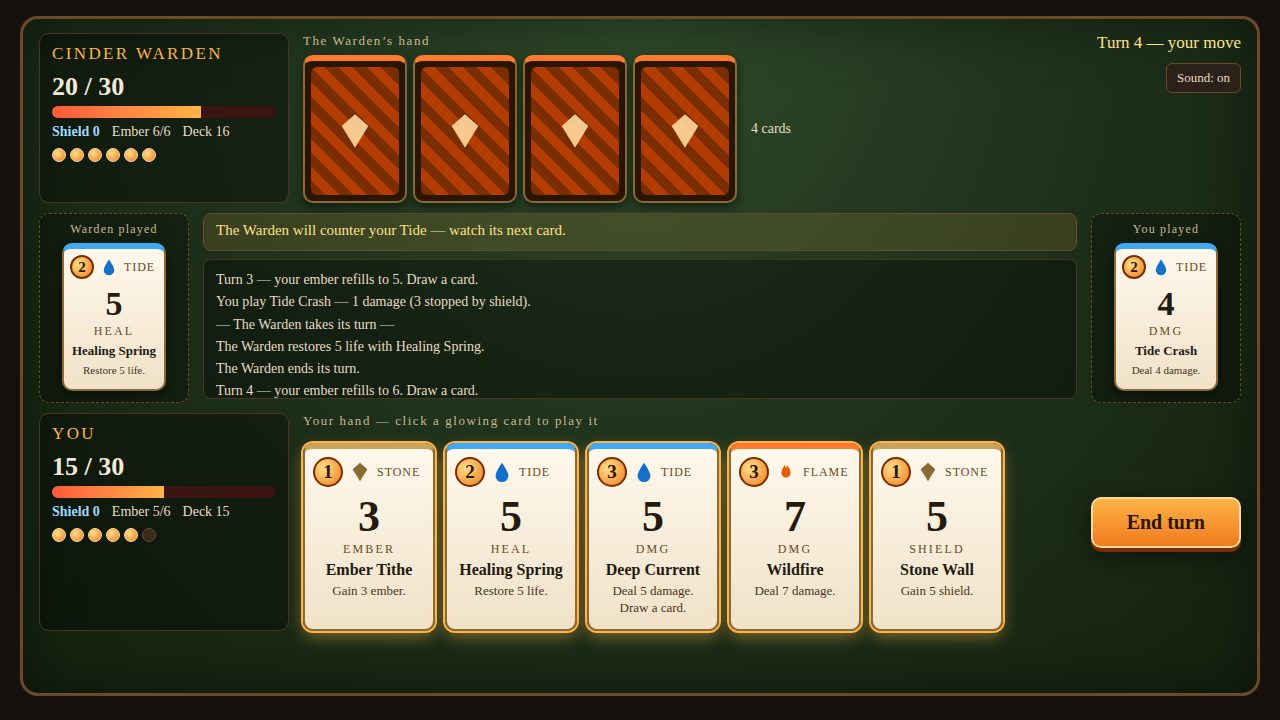 CINDER WARDEN
20 / 30
Shield 0 Ember 6/6 Deck 16
The Warden's hand
4 cards
Turn 4 — your move
Sound: on
Warden played
2 TIDE
5
HEAL
Healing Spring
Restore 5 life.
The Warden will counter your Tide — watch its next card.
Turn 3 — your ember refills to 5. Draw a card.
You play Tide Crash — 1 damage (3 stopped by shield).
— The Warden takes its turn —
The Warden restores 5 life with Healing Spring.
The Warden ends its turn.
Turn 4 — your ember refills to 6. Draw a card.
You played
2 TIDE
4
DMG
Tide Crash
Deal 4 damage.
YOU
15 / 30
Shield 0 Ember 5/6 Deck 15
Your hand — click a glowing card to play it
1 STONE
3
EMBER
Ember Tithe
Gain 3 ember.
2 TIDE
5
HEAL
Healing Spring
Restore 5 life.
3 TIDE
5
DMG
Deep Current
Deal 5 damage.
Draw a card.
3 FLAME
7
DMG
Wildfire
Deal 7 damage.
1 STONE
5
SHIELD
Stone Wall
Gain 5 shield.
End turn